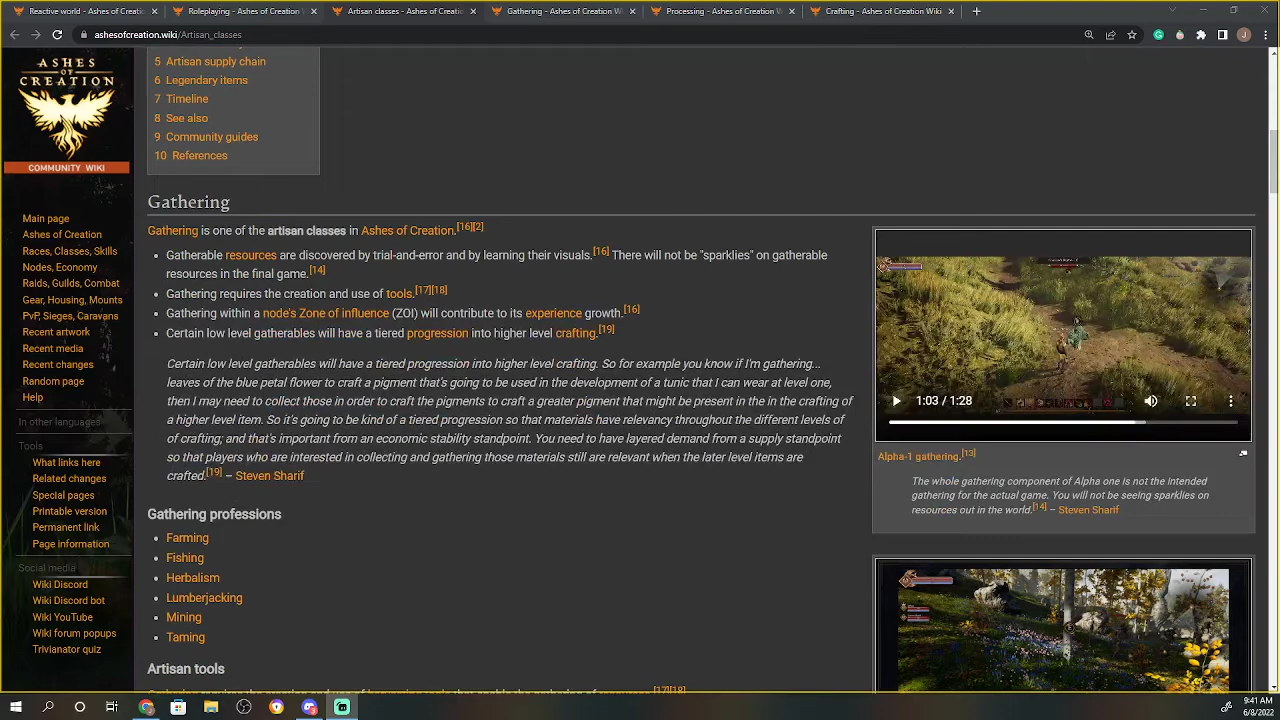 Reactive world - Ashes of Creatic
Roleplaying - Ashes of Creation W
Artisan classes - Ashes of Creatio
Gathering - Ashes of Creation Wil
Processing - Ashes of Creation W
Crafting - Ashes of Creation Wiki
ashesofcreation.wiki/Artisan_classes
J
ASHES
OF
CREATION
COMMUNITY WIKI
Main page
Ashes of Creation
Races, Classes, Skills
Nodes, Economy
Raids, Guilds, Combat
Gear, Housing, Mounts
PvP, Sieges, Caravans
Recent artwork
Recent media
Recent changes
Random page
Help
In other languages
Tools
What links here
Related changes
Special pages
Printable version
Permanent link
Page information
Social media
Wiki Discord
Wiki Discord bot
Wiki YouTube
Wiki forum popups
Trivianator quiz
5 Artisan supply chain
6 Legendary items
7 Timeline
8 See also
9 Community guides
10 References
Gathering
Gathering is one of the artisan classes in Ashes of Creation.[16][2]
Gatherable resources are discovered by trial-and-error and by learning their visuals.[16] There will not be "sparklies" on gatherable
resources in the final game.[14]
Gathering requires the creation and use of tools.[17][18]
Gathering within a node's Zone of influence (ZOI) will contribute to its experience growth.[16]
Certain low level gatherables will have a tiered progression into higher level crafting.[19]
Certain low level gatherables will have a tiered progression into higher level crafting. So for example you know if I'm gathering...
leaves of the blue petal flower to craft a pigment that's going to be used in the development of a tunic that I can wear at level one,
then I may need to collect those in order to craft the pigments to craft a greater pigment that might be present in the in the crafting of
a higher level item. So it's going to be kind of a tiered progression so that materials have relevancy throughout the different levels of
of crafting; and that's important from an economic stability standpoint. You need to have layered demand from a supply standpoint
so that players who are interested in collecting and gathering those materials still are relevant when the later level items are
crafted.[19] – Steven Sharif
Gathering professions
Farming
Fishing
Herbalism
Lumberjacking
Mining
Taming
Artisan tools
1:03 / 1:28
Alpha-1 gathering.[13]
The whole gathering component of Alpha one is not the intended
gathering for the actual game. You will not be seeing sparklies on
resources out in the world.[14] – Steven Sharif
9:41 AM
6/8/2022